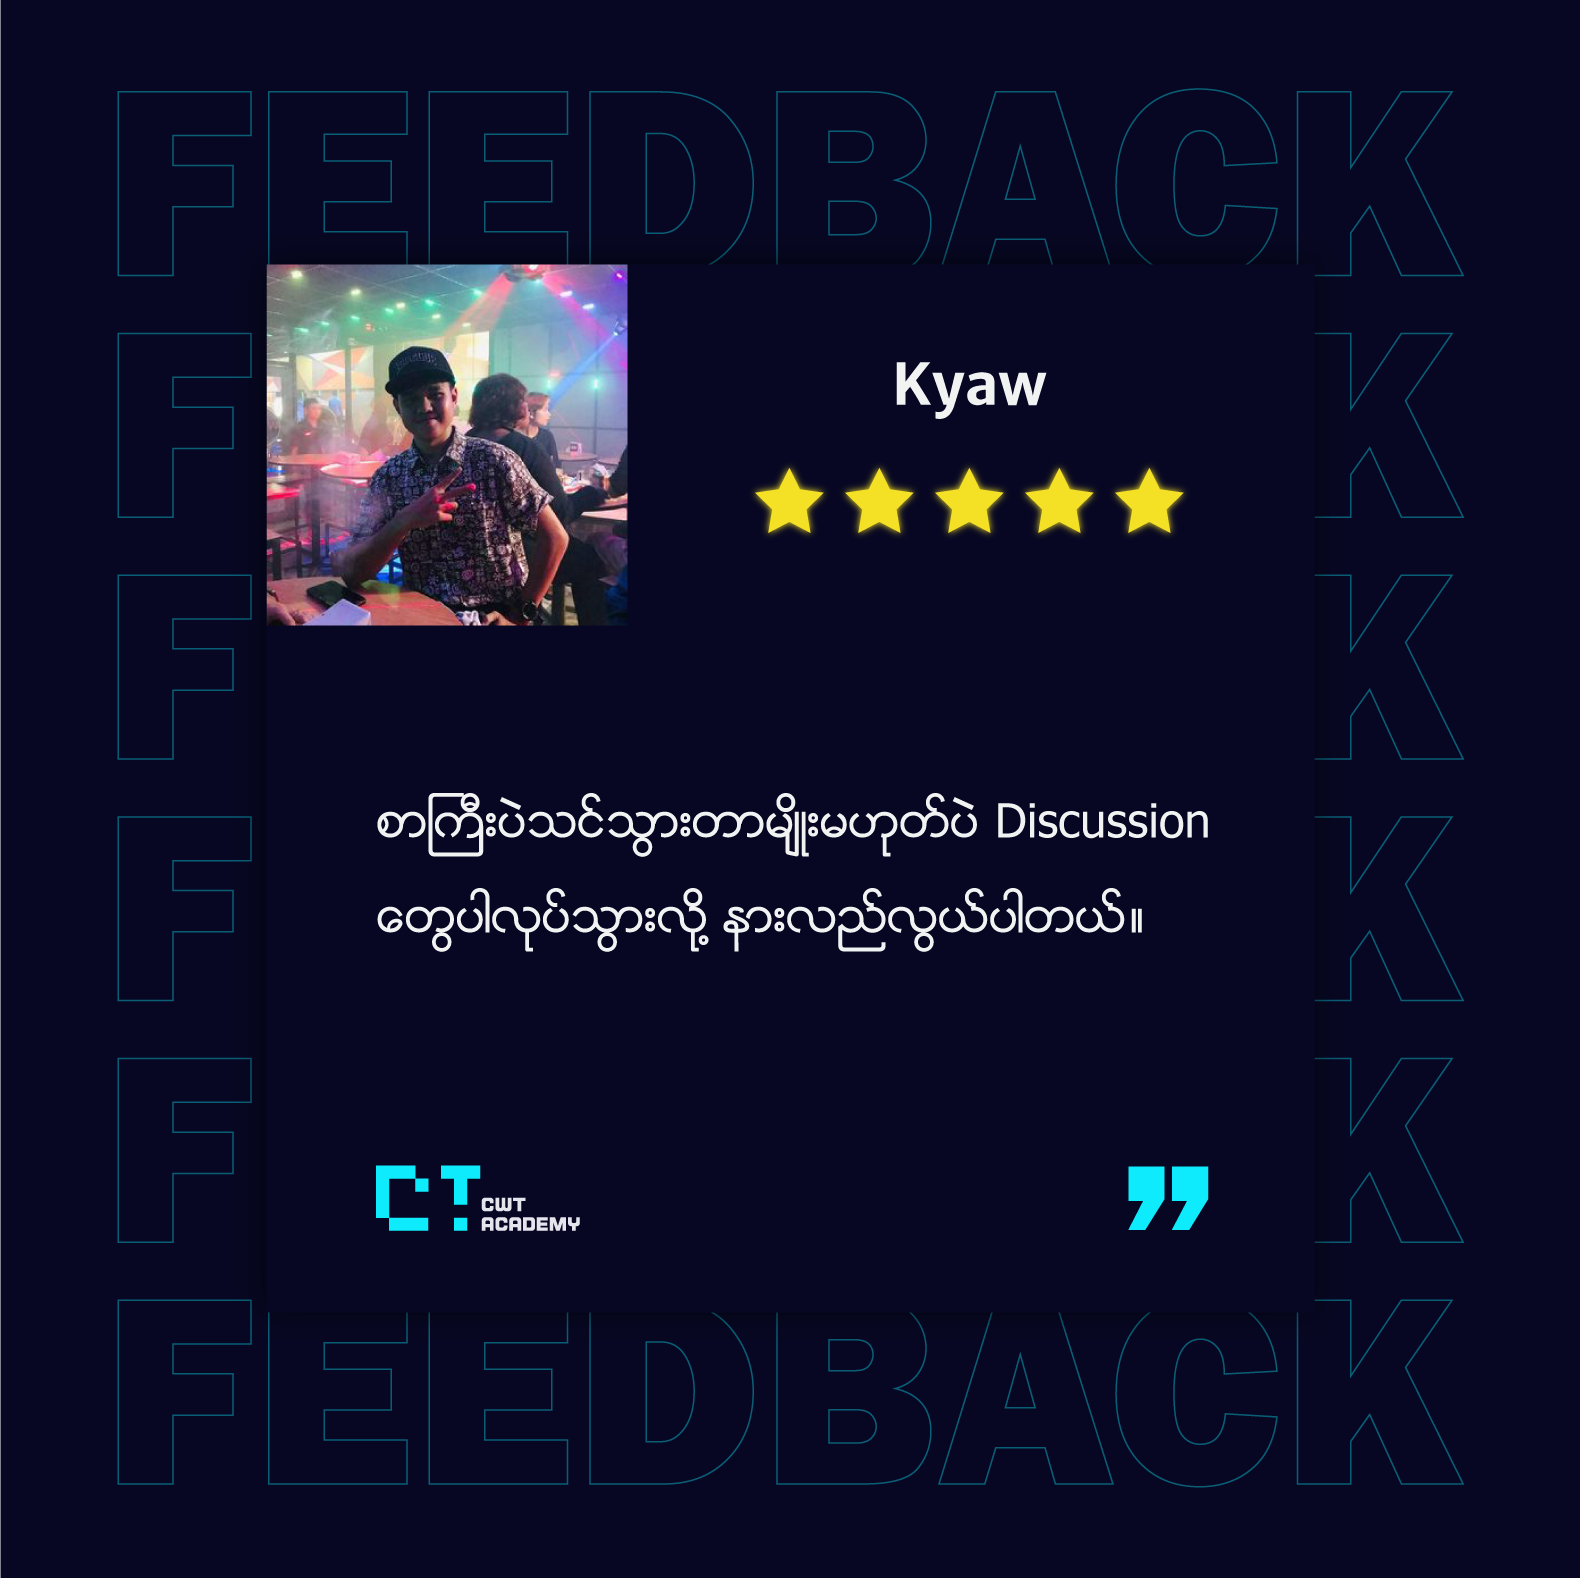 FEEDBACK
Kyaw
စာကြီးပဲသင်သွားတာမျိုးမဟုတ်ပဲ Discussion
တွေပါလုပ်သွားလို့ နားလည်လွယ်ပါတယ်။
CT CWT
ACADEMY
”
F K
F K
F K
F K
FEEDBACK